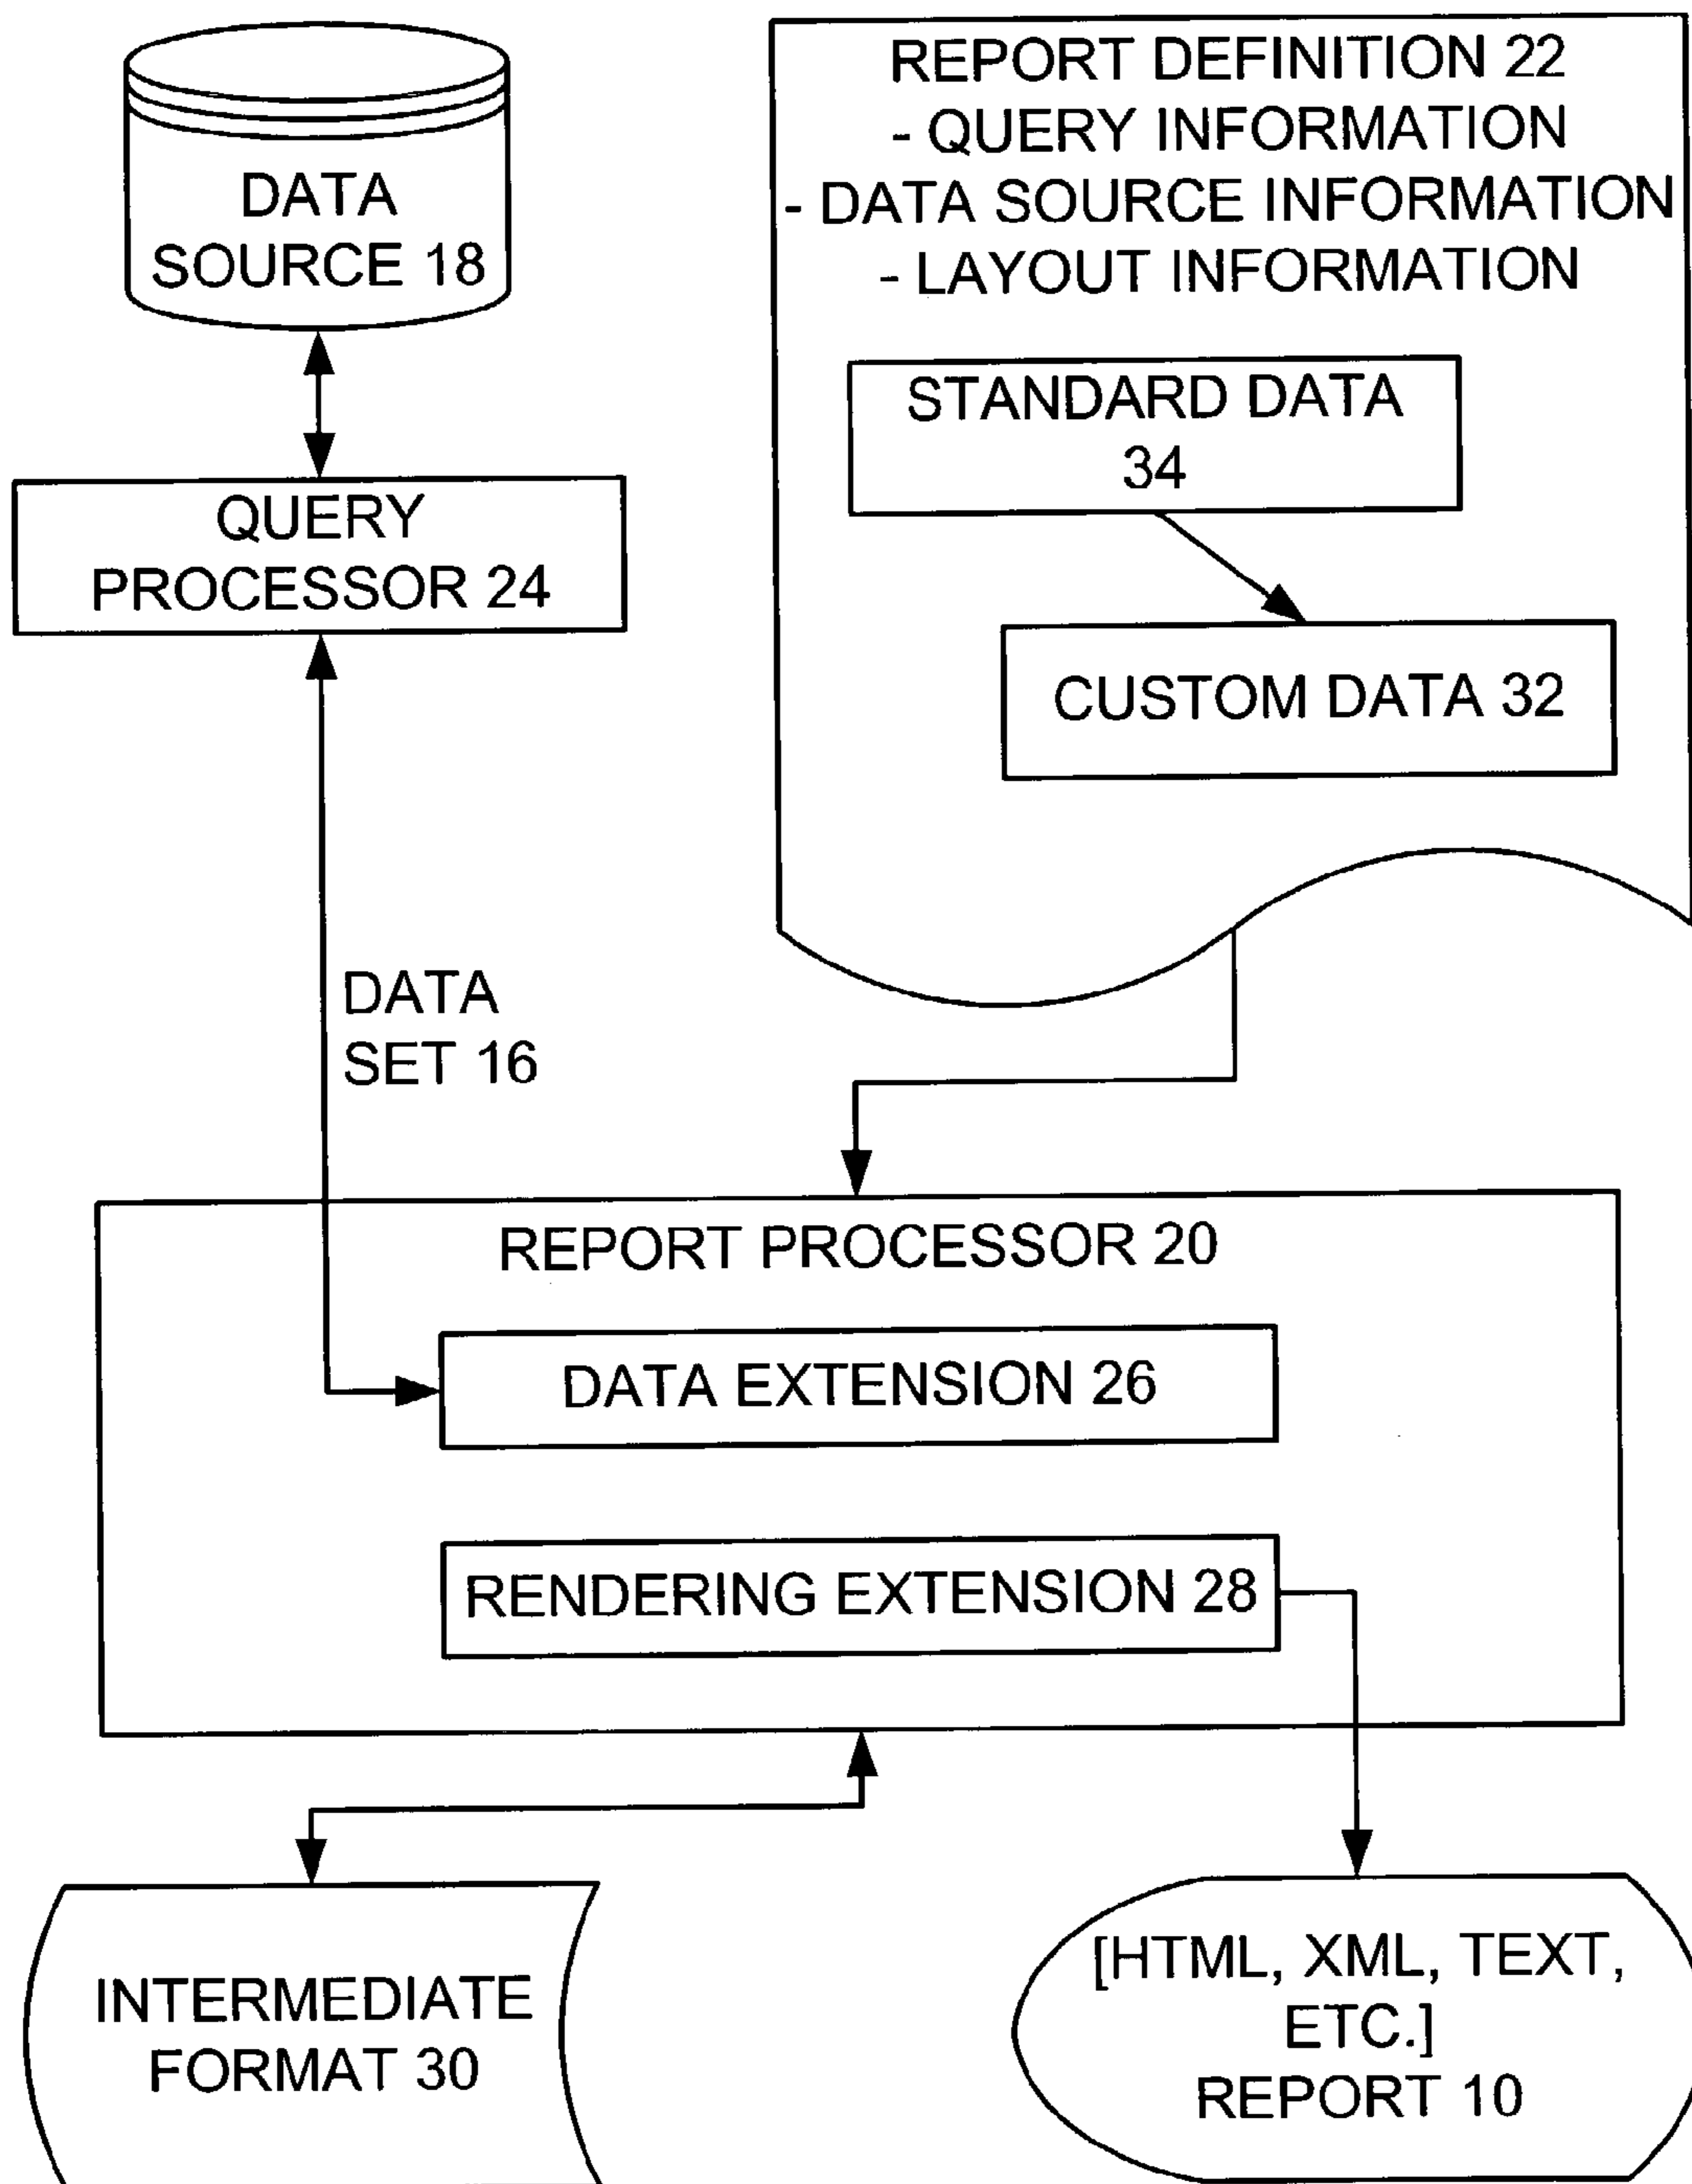 DATA
SOURCE 18
REPORT DEFINITION 22
- QUERY INFORMATION
- DATA SOURCE INFORMATION
- LAYOUT INFORMATION
STANDARD DATA
34
QUERY
PROCESSOR 24
CUSTOM DATA 32
DATA
SET 16
REPORT PROCESSOR 20
DATA EXTENSION 26
RENDERING EXTENSION 28
INTERMEDIATE
FORMAT 30
[HTML, XML, TEXT,
ETC.]
REPORT 10